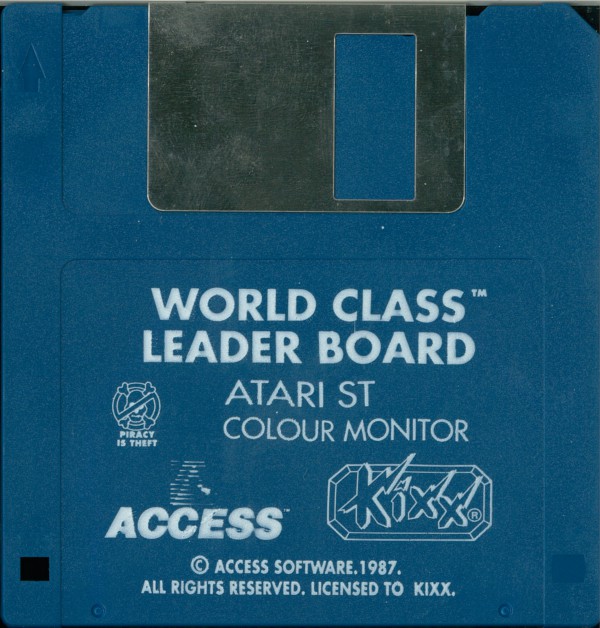 WORLD CLASS™
LEADER BOARD
ATARI ST
COLOUR MONITOR
PIRACY
IS THEFT
ACCESS™
Kixx®
© ACCESS SOFTWARE.1987.
ALL RIGHTS RESERVED. LICENSED TO KIXX.